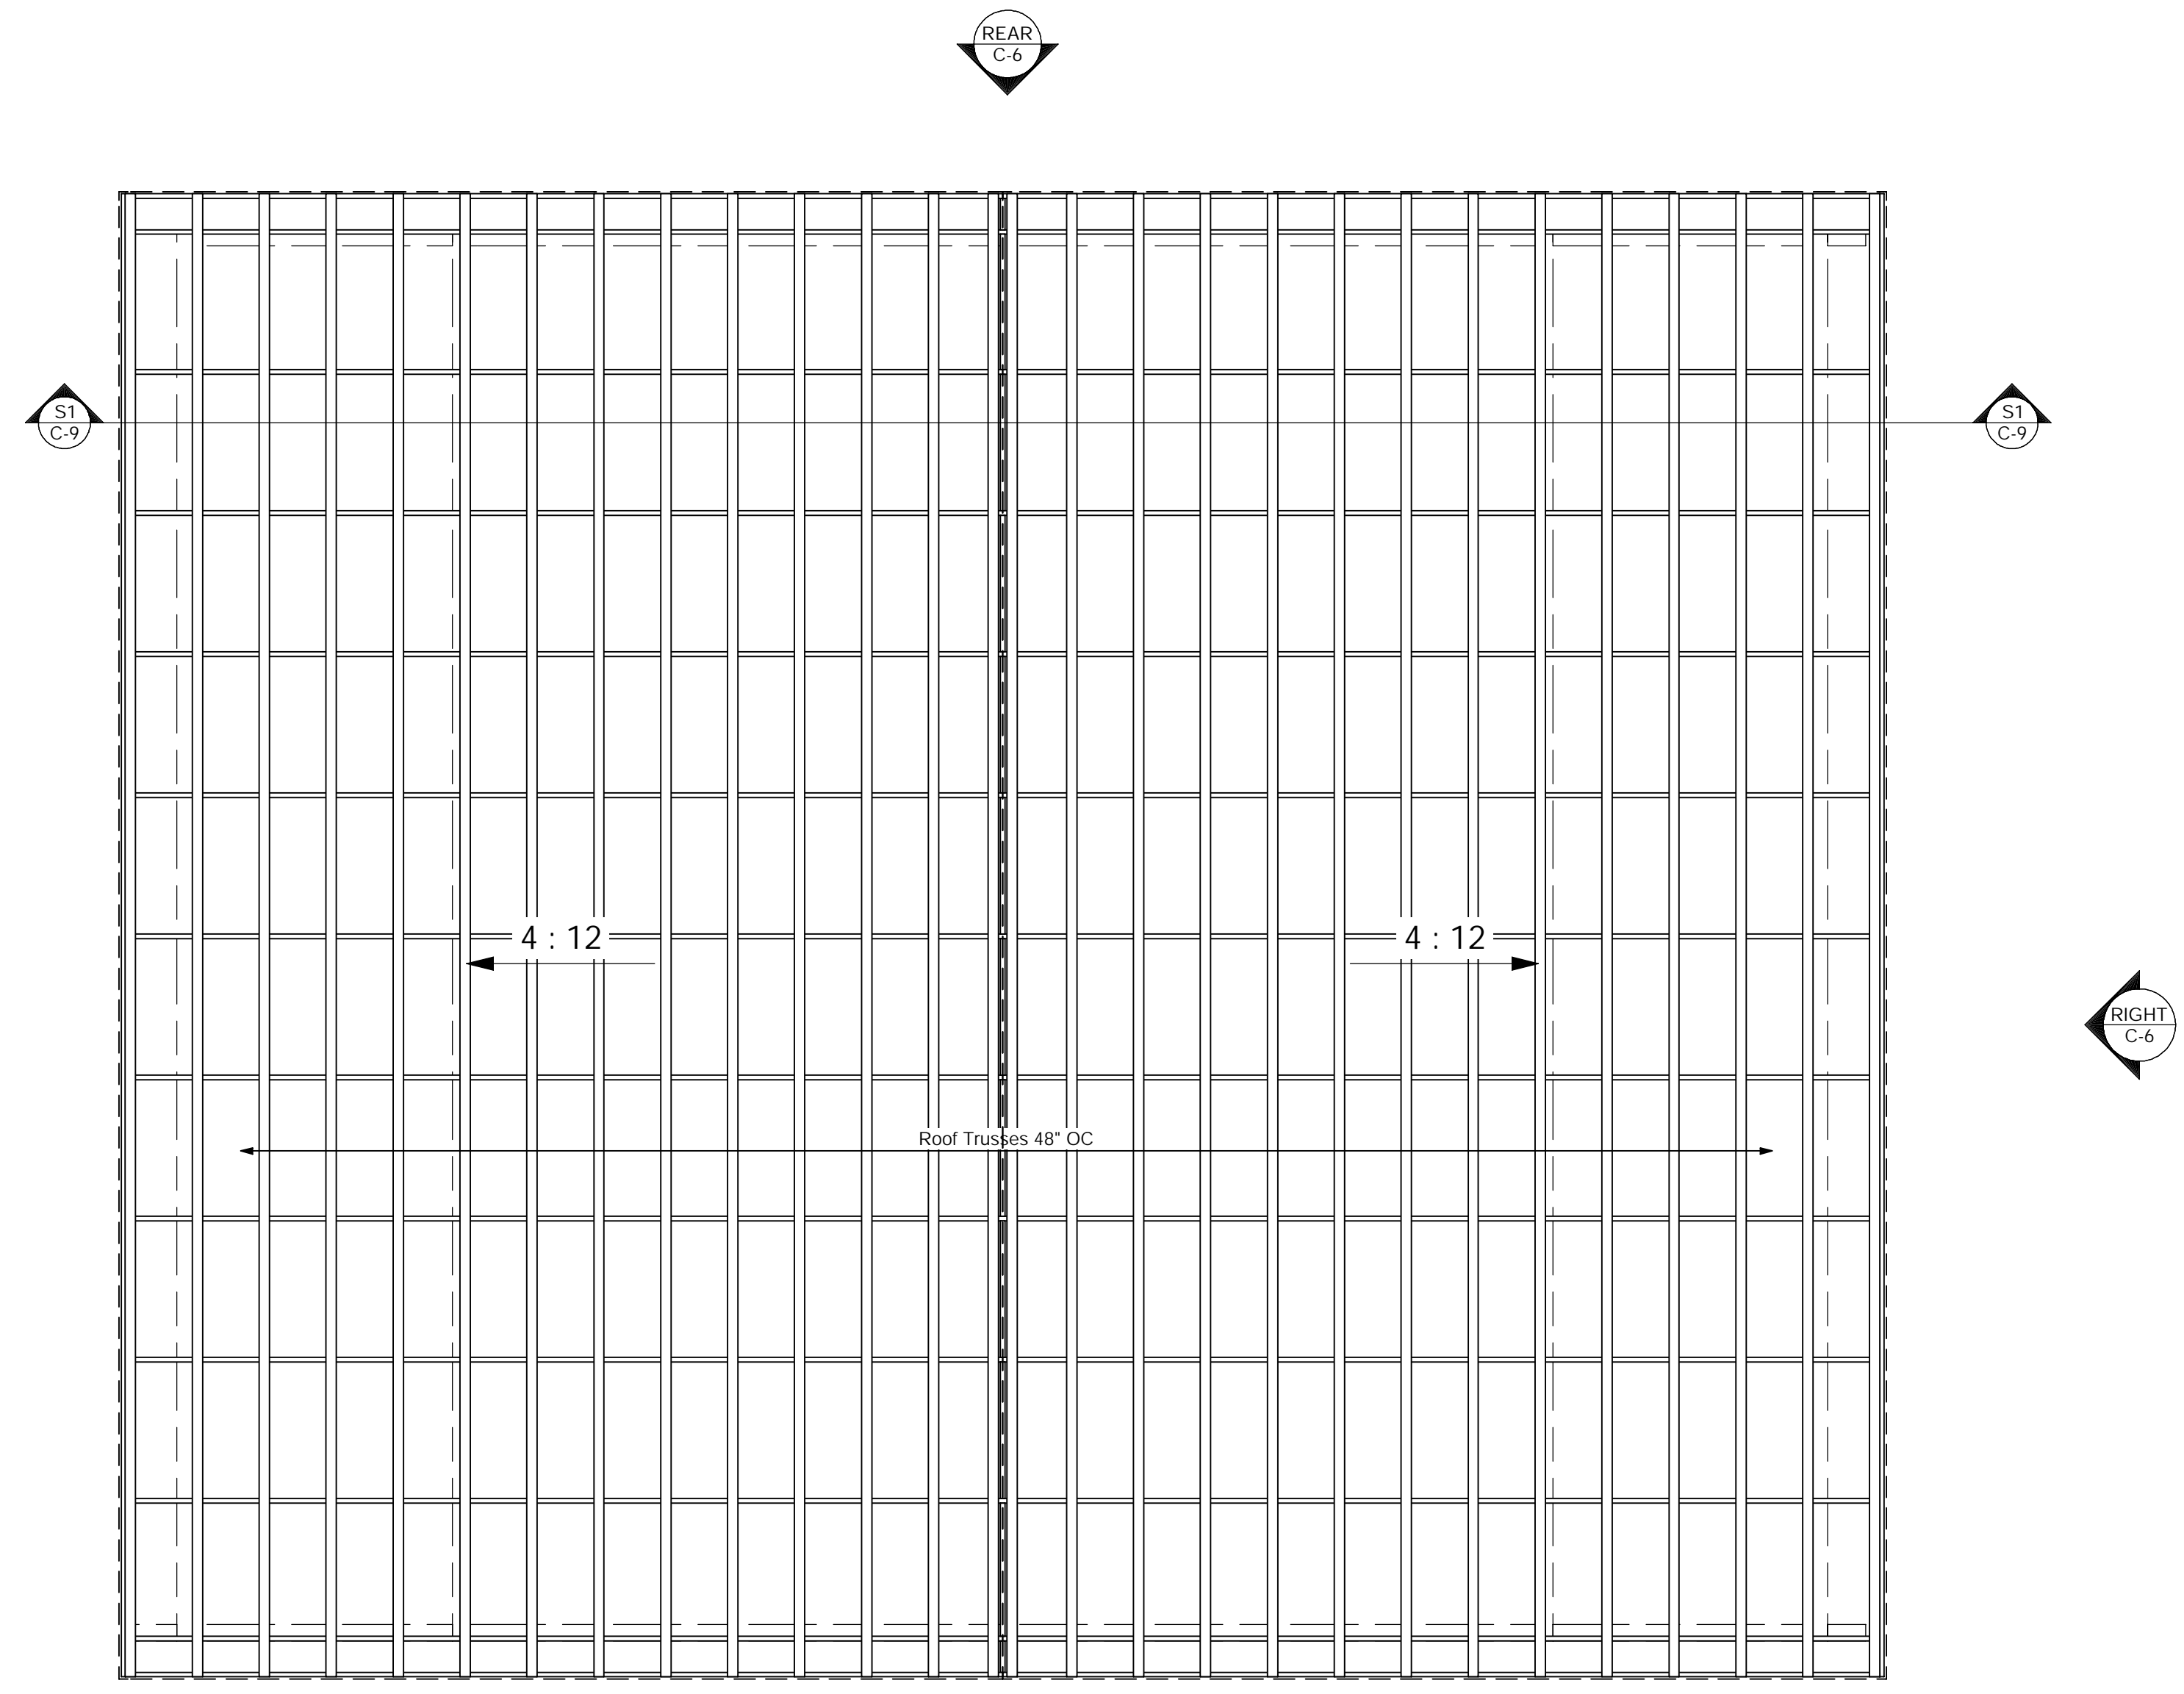 REAR
C-6
S1
C-9
S1
C-9
4 : 12
4 : 12
RIGHT
C-6
Roof Trusses 48" OC